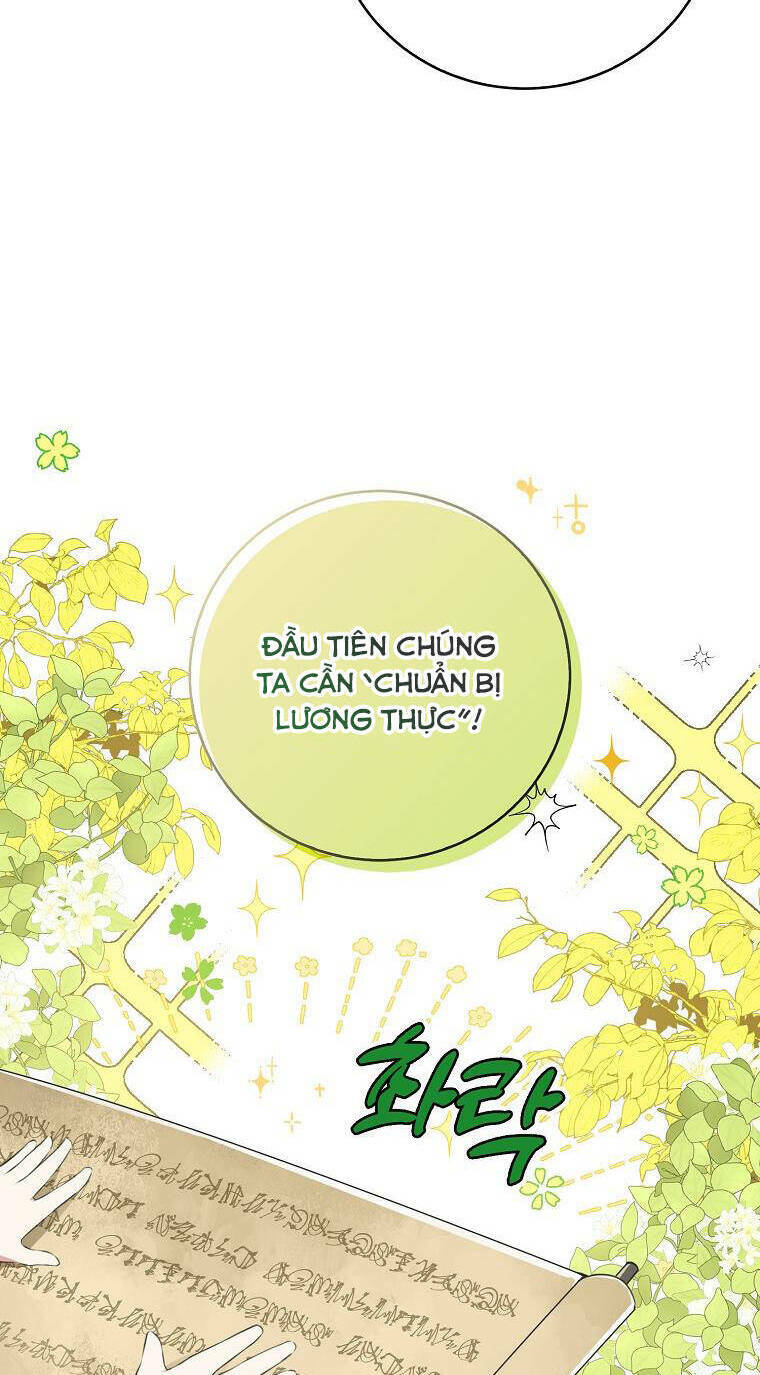 ĐẦU TIÊN CHÚNG
TA CẦN “CHUẨN BỊ
LƯƠNG THỰC”!
화락